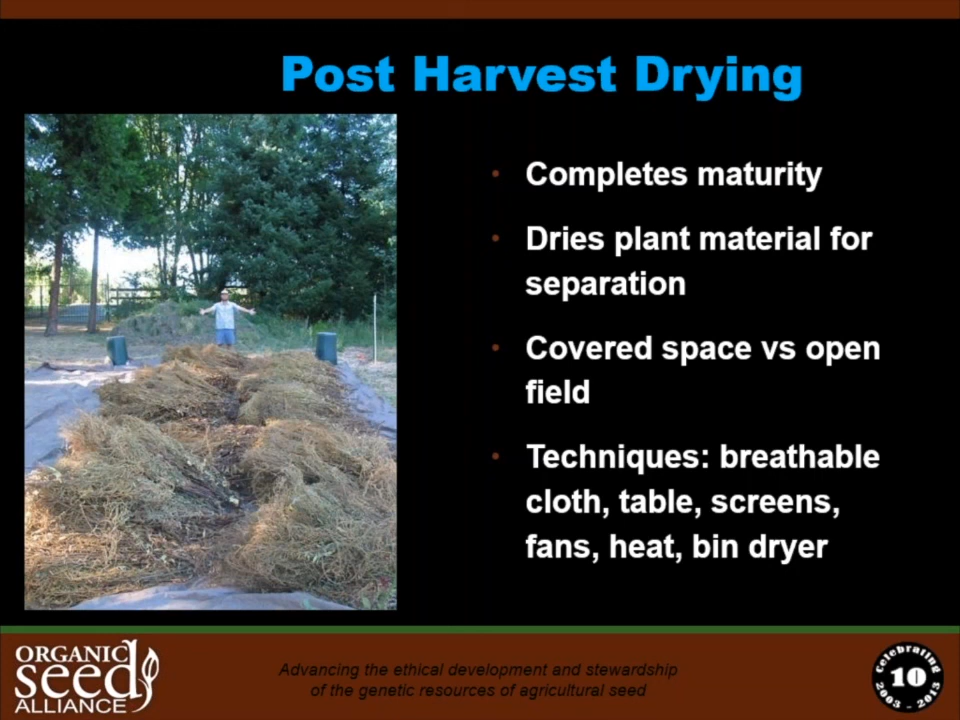 Post Harvest Drying
• Completes maturity
• Dries plant material for
separation
• Covered space vs open
field
• Techniques: breathable
cloth, table, screens,
fans, heat, bin dryer
ORGANIC
seed
ALLIANCE
Advancing the ethical development and stewardship
of the genetic resources of agricultural seed
Celebrating
10
2003 - 2013